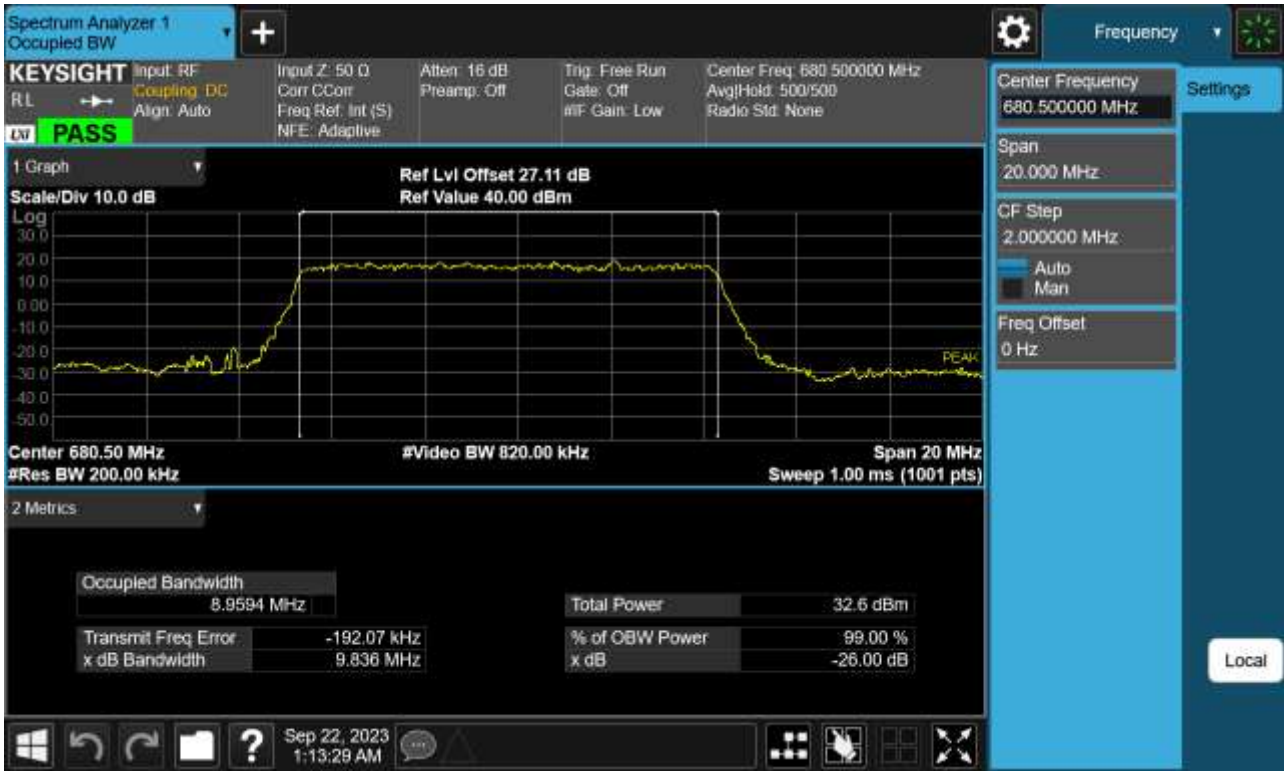 Spectrum Analyzer 1
Occupied BW
+
Frequency
KEYSIGHT
RL
PASS
Input: RF
Coupling: DC
Align: Auto
Input Z: 50 Ω
Corr CCorr
Freq Ref: Int (S)
NFE: Adaptive
Atten: 16 dB
Preamp: Off
Trig: Free Run
Gate: Off
#IF Gain: Low
Center Freq: 680.500000 MHz
Avg|Hold: 500/500
Radio Std: None
Center Frequency
680.500000 MHz
Settings
Span
20.000 MHz
CF Step
2.000000 MHz
Auto
Man
Freq Offset
0 Hz
Local
1 Graph
Scale/Div 10.0 dB
Ref Lvl Offset 27.11 dB
Ref Value 40.00 dBm
Log
30.0
20.0
10.0
0.00
-10.0
-20.0
-30.0
-40.0
-50.0
PEAK
Center 680.50 MHz
#Video BW 820.00 kHz
Span 20 MHz
#Res BW 200.00 kHz
Sweep 1.00 ms (1001 pts)
2 Metrics
Occupied Bandwidth
8.9594 MHz
Total Power 32.6 dBm
Transmit Freq Error -192.07 kHz
% of OBW Power 99.00 %
x dB Bandwidth 9.836 MHz
x dB -26.00 dB
?
Sep 22, 2023
1:13:29 AM